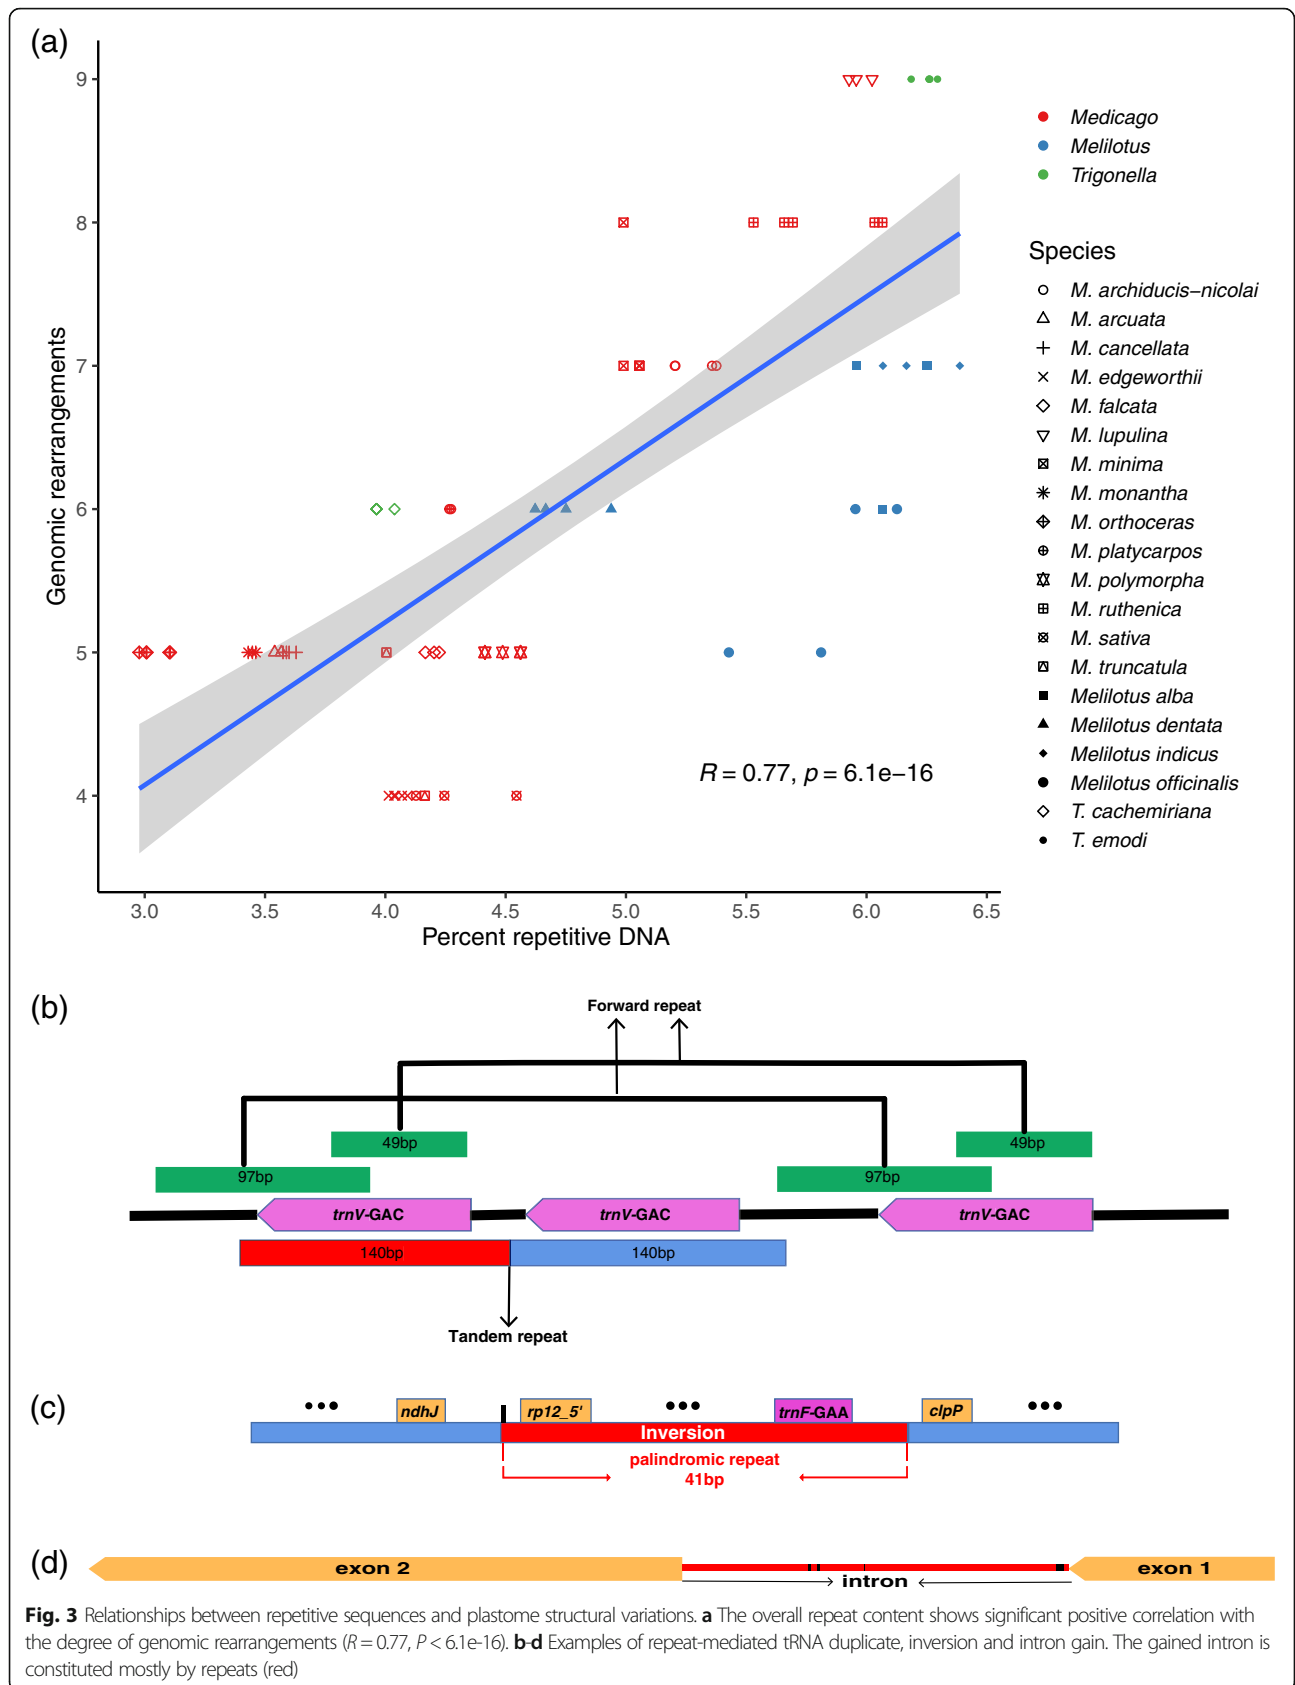 (a)
Genomic rearrangements
9
8
7
6
5
4
3.0 3.5 4.0 4.5 5.0 5.5 6.0 6.5
Percent repetitive DNA
R = 0.77, p = 6.1e−16
Medicago
Melilotus
Trigonella
Species
M. archiducis−nicolai
M. arcuata
M. cancellata
M. edgeworthii
M. falcata
M. lupulina
M. minima
M. monantha
M. orthoceras
M. platycarpos
M. polymorpha
M. ruthenica
M. sativa
M. truncatula
Melilotus alba
Melilotus dentata
Melilotus indicus
Melilotus officinalis
T. cachemiriana
T. emodi
(b)
Forward repeat
49bp 49bp
97bp 97bp
trnV-GAC trnV-GAC trnV-GAC
140bp 140bp
Tandem repeat
(c)
ndhJ rp12_5' trnF-GAA clpP
Inversion
palindromic repeat
41bp
(d)
exon 2 exon 1
intron
Fig. 3 Relationships between repetitive sequences and plastome structural variations. a The overall repeat content shows significant positive correlation with
the degree of genomic rearrangements (R = 0.77, P < 6.1e-16). b-d Examples of repeat-mediated tRNA duplicate, inversion and intron gain. The gained intron is
constituted mostly by repeats (red)